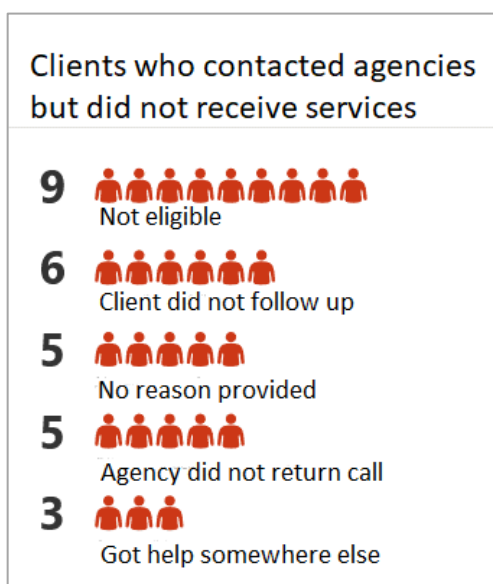 Clients who contacted agencies
but did not receive services
9
Not eligible
6
Client did not follow up
5
No reason provided
5
Agency did not return call
3
Got help somewhere else